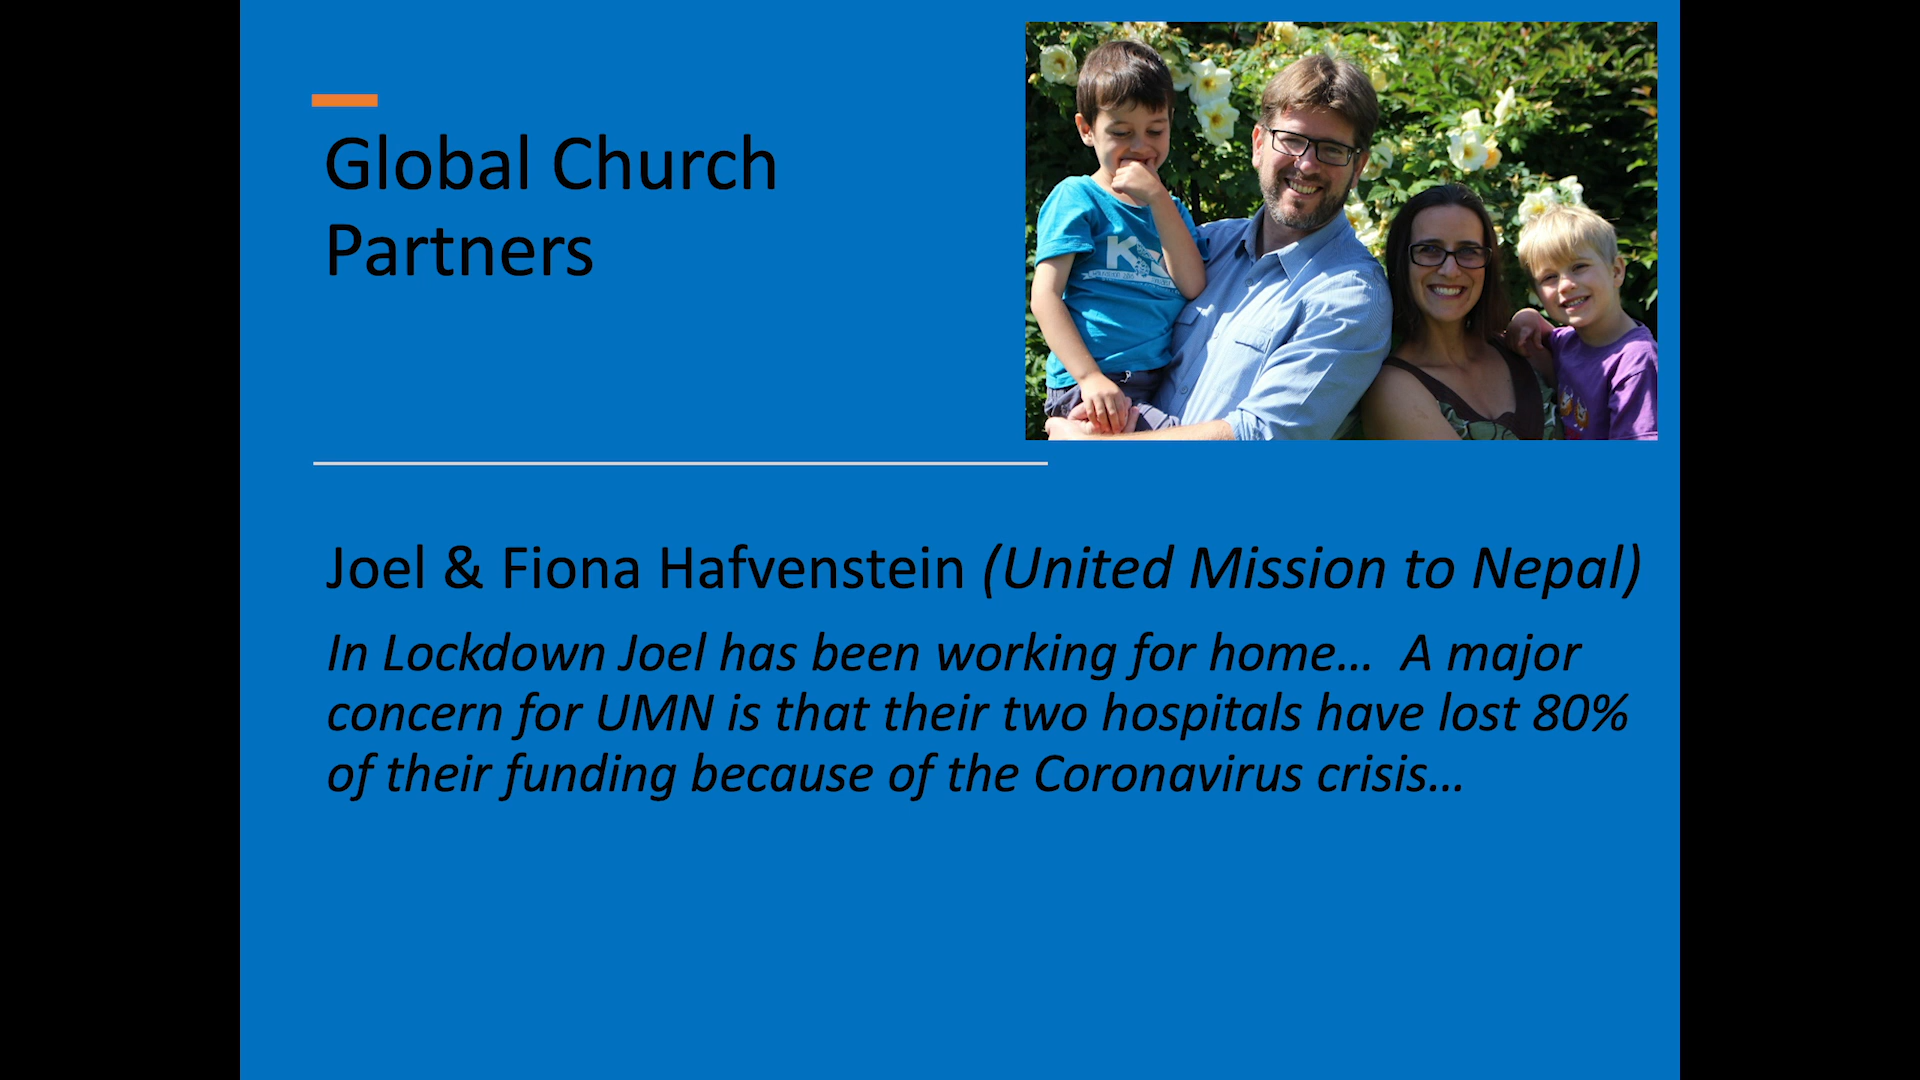 Global Church
Partners
Joel & Fiona Hafvenstein (United Mission to Nepal)
In Lockdown Joel has been working for home…  A major
concern for UMN is that their two hospitals have lost 80%
of their funding because of the Coronavirus crisis…